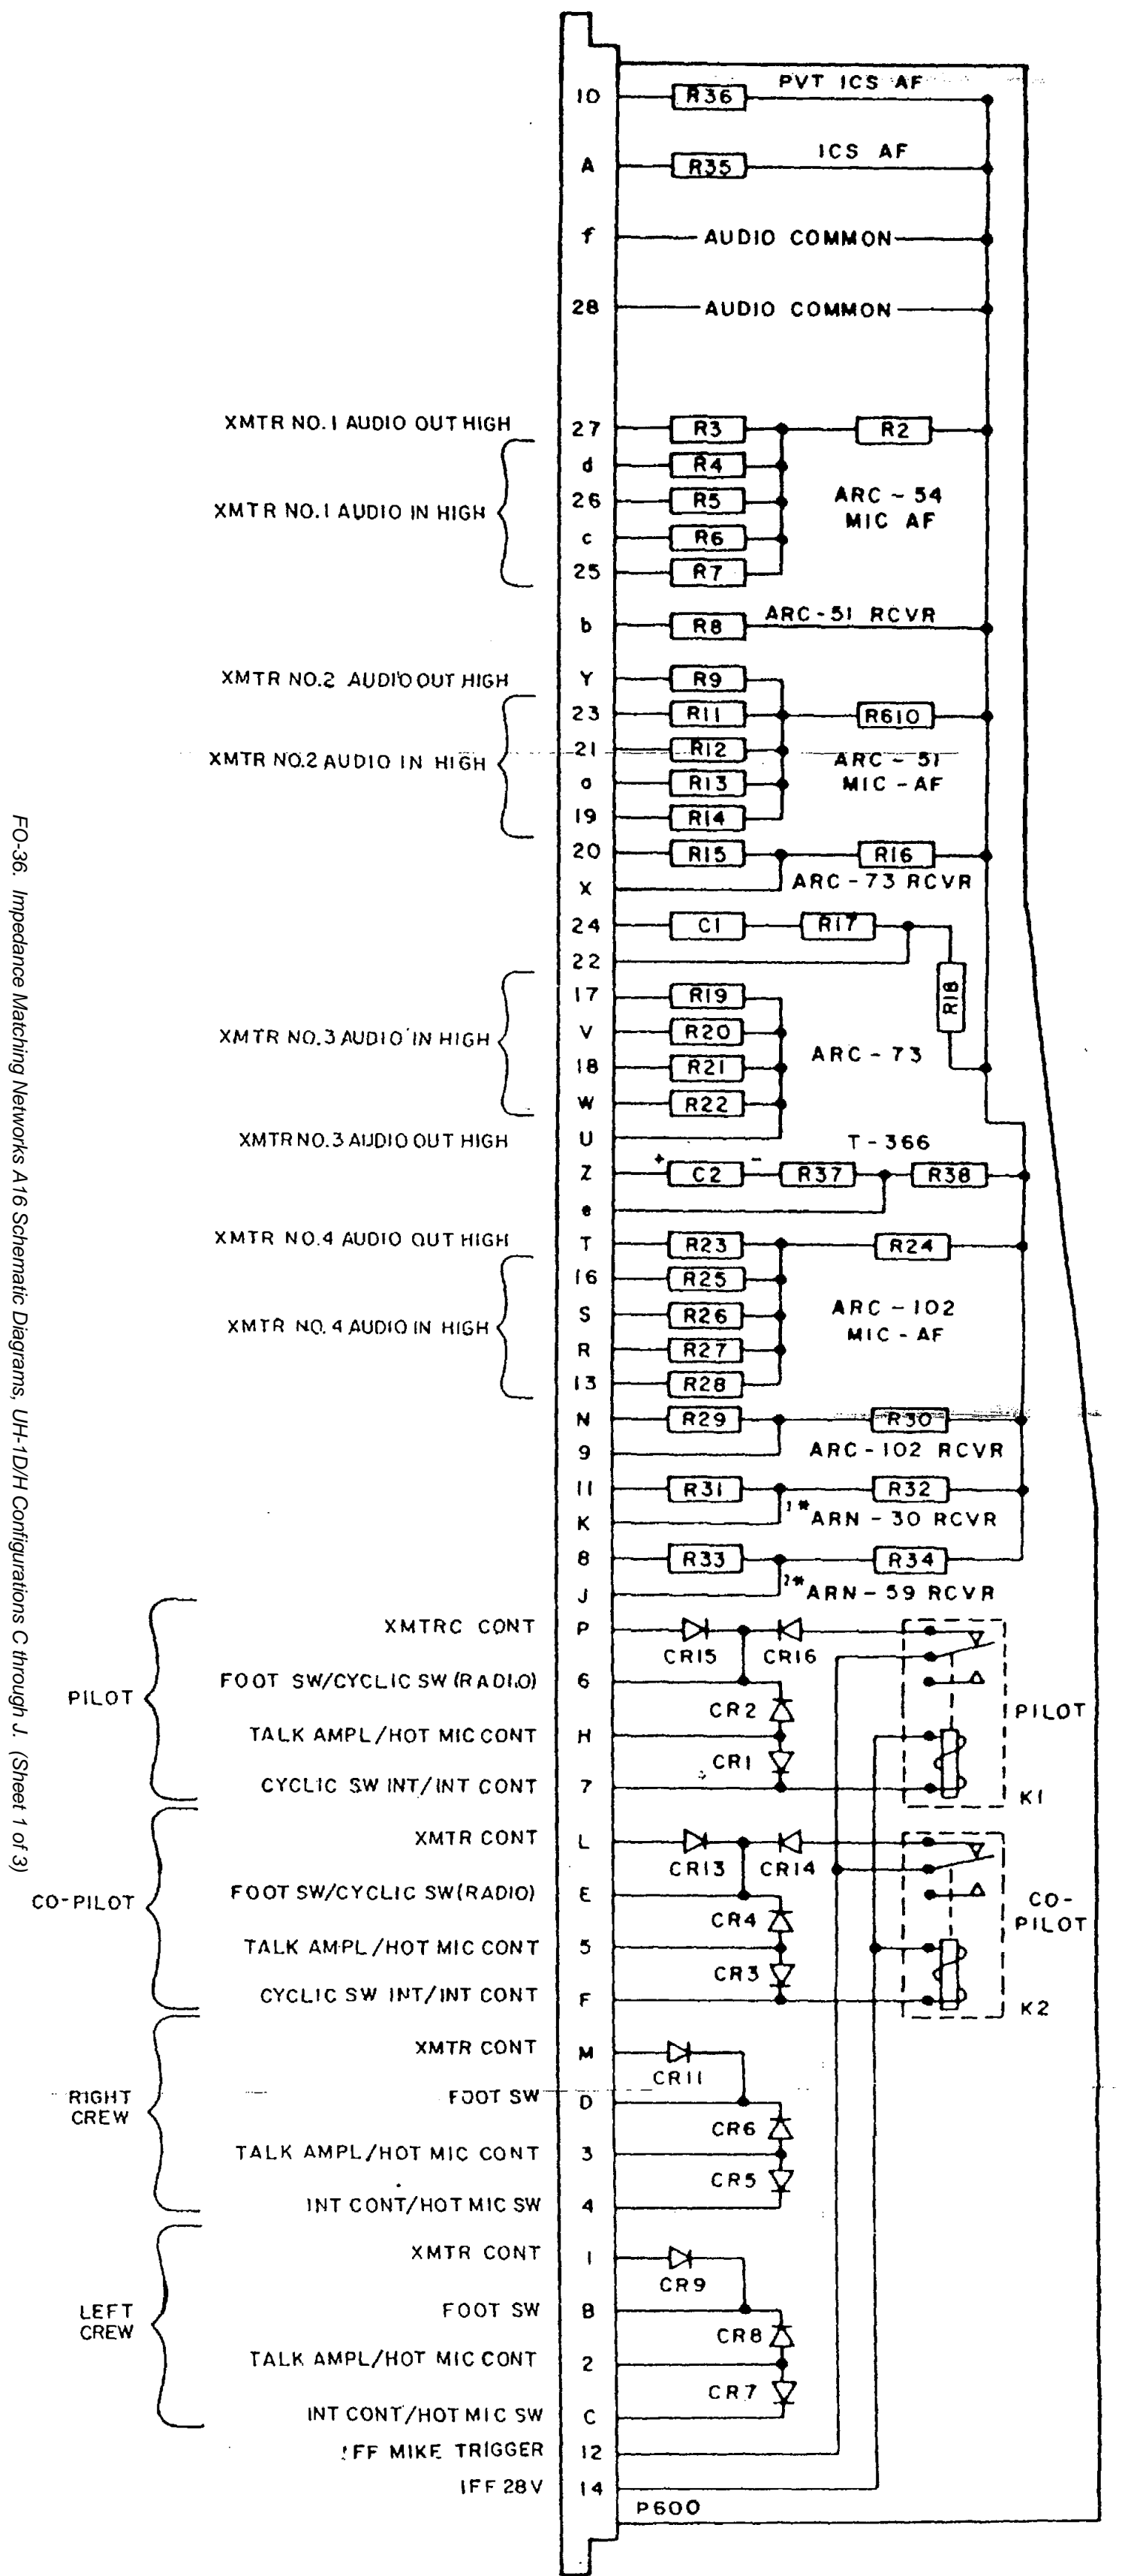 10 R36 PVT ICS AF
A R35 ICS AF
f AUDIO COMMON
28 AUDIO COMMON
XMTR NO.1 AUDIO OUT HIGH 27 R3 R2
d R4
XMTR NO.1 AUDIO IN HIGH 26 R5 ARC-54
MIC AF
c R6
25 R7
b R8 ARC-51 RCVR
XMTR NO.2 AUDIO OUT HIGH Y R9
23 R11 R610
XMTR NO.2 AUDIO IN HIGH 21 R12 ARC-51
a R13 MIC-AF
19 R14
20 R15 R16
X ARC-73 RCVR
24 C1 R17
22
R18
17 R19
XMTR NO.3 AUDIO IN HIGH V R20
18 R21 ARC-73
W R22
XMTR NO.3 AUDIO OUT HIGH U T-366
Z + C2 - R37 R38
e
XMTR NO.4 AUDIO OUT HIGH T R23 R24
16 R25
XMTR NO.4 AUDIO IN HIGH S R26 ARC-102
R R27 MIC-AF
13 R28
N R29 R30
9 ARC-102 RCVR
11 R31 R32
K * ARN-30 RCVR
8 R33 R34
J * ARN-59 RCVR
PILOT
XMTRC CONT P CR15 CR16
FOOT SW/CYCLIC SW (RADIO) 6 CR2
TALK AMPL/HOT MIC CONT H CR1
CYCLIC SW INT/INT CONT 7
PILOT
K1
CO-PILOT
XMTR CONT L CR13 CR14
FOOT SW/CYCLIC SW(RADIO) E CR4
TALK AMPL/HOT MIC CONT 5 CR3
CYCLIC SW INT/INT CONT F
CO-
PILOT
K2
RIGHT
CREW
XMTR CONT M CR11
FOOT SW D CR6
TALK AMPL/HOT MIC CONT 3 CR5
INT CONT/HOT MIC SW 4
LEFT
CREW
XMTR CONT 1 CR9
FOOT SW B CR8
TALK AMPL/HOT MIC CONT 2 CR7
INT CONT/HOT MIC SW C
IFF MIKE TRIGGER 12
IFF 28V 14
P600
FO-36. Impedance Matching Networks A16 Schematic Diagrams, UH-1D/H Configurations C through J. (Sheet 1 of 3)